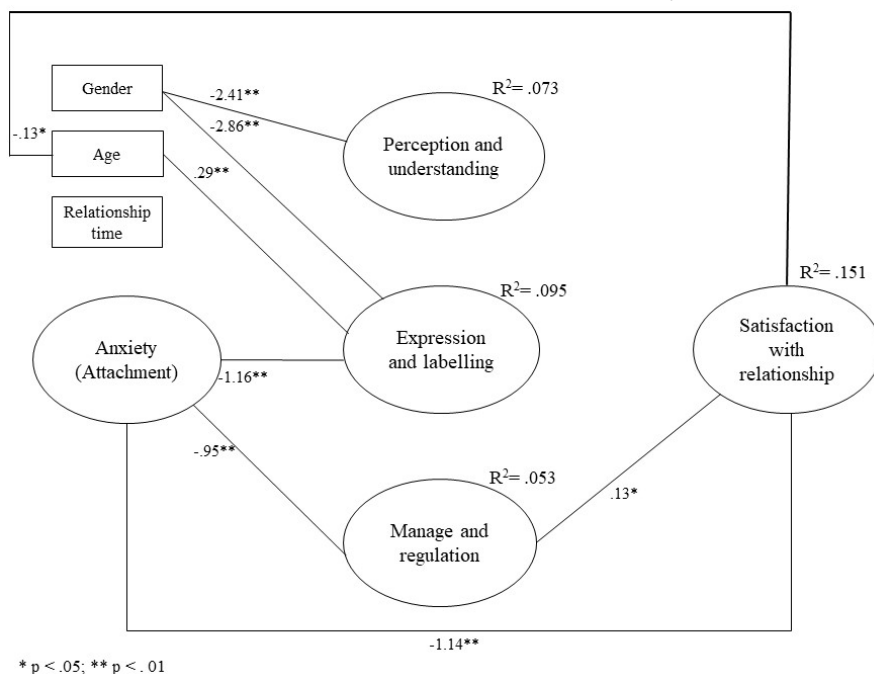 Gender
-2.41**
R²= .073
-2.86**
Perception and
understanding
-.13*
Age
.29**
Relationship
time
R²= .151
R²= .095
Anxiety
(Attachment)
Expression
and labelling
Satisfaction
with
relationship
-1.16**
-.95**
R²= .053
.13*
Manage and
regulation
-1.14**
* p < .05; ** p < . 01